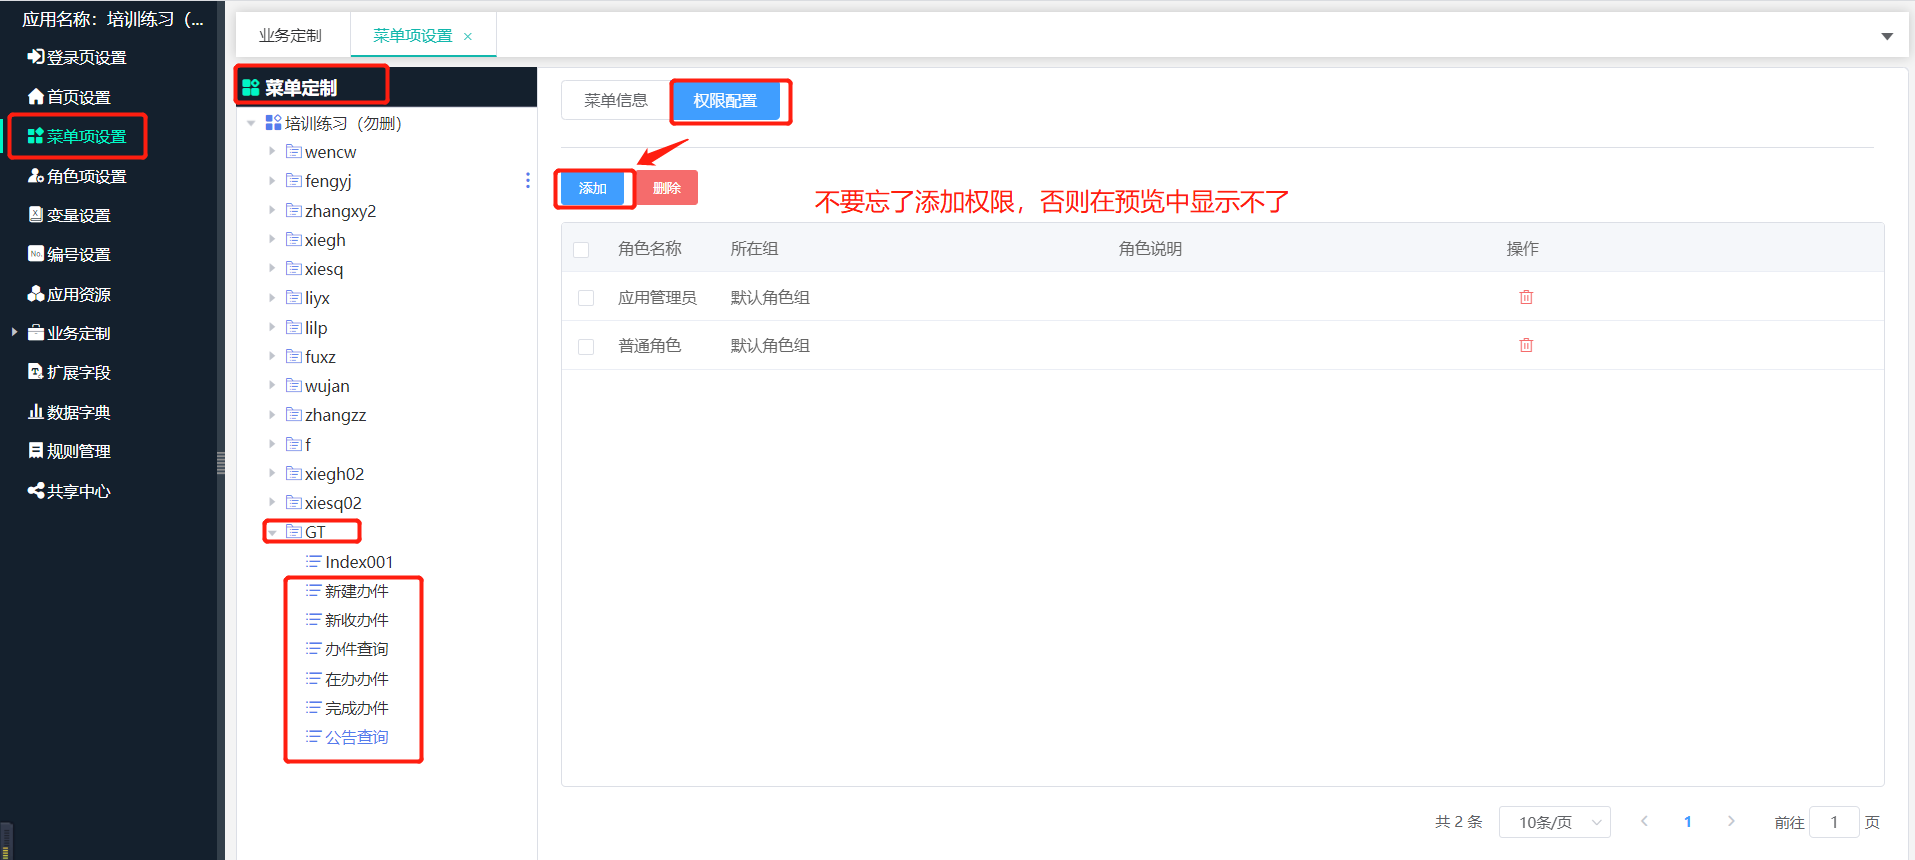 应用名称：培训练习（...
登录页设置
首页设置
菜单项设置
角色项设置
变量设置
编号设置
应用资源
业务定制
扩展字段
数据字典
规则管理
共享中心
业务定制
菜单项设置 ×
菜单定制
培训练习（勿删）
wencw
fengyj
zhangxy2
xiegh
xiesq
liyx
lilp
fuxz
wujan
zhangzz
f
xiegh02
xiesq02
GT
Index001
新建办件
新收办件
办件查询
在办办件
完成办件
公告查询
菜单信息
权限配置
添加
删除
不要忘了添加权限，否则在预览中显示不了
角色名称 所在组 角色说明 操作
应用管理员 默认角色组
普通角色 默认角色组
共 2 条 10条/页 1 前往 1 页